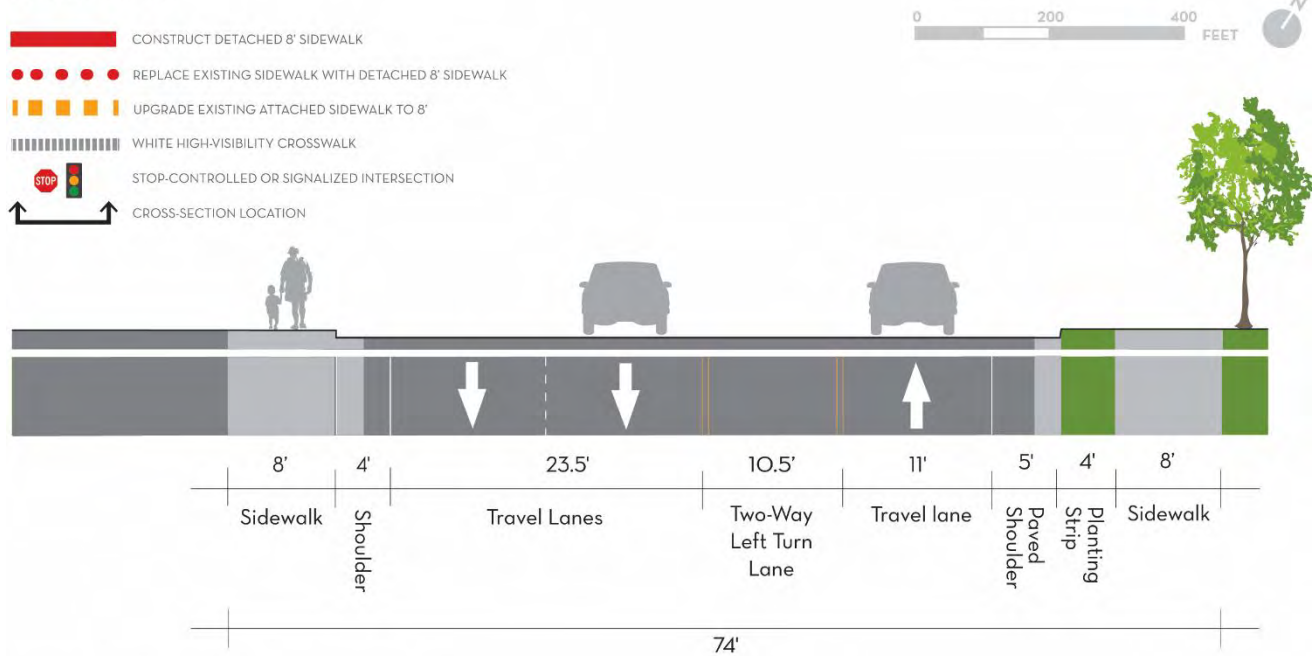 CONSTRUCT DETACHED 8' SIDEWALK
REPLACE EXISTING SIDEWALK WITH DETACHED 8' SIDEWALK
UPGRADE EXISTING ATTACHED SIDEWALK TO 8'
WHITE HIGH-VISIBILITY CROSSWALK
STOP
STOP-CONTROLLED OR SIGNALIZED INTERSECTION
CROSS-SECTION LOCATION
0 200 400
FEET
N
8' 4' 23.5' 10.5' 11' 5' 4' 8'
Sidewalk
Shoulder
Travel Lanes
Two-Way
Left Turn
Lane
Travel lane
Paved
Shoulder
Planting
Strip
Sidewalk
74'